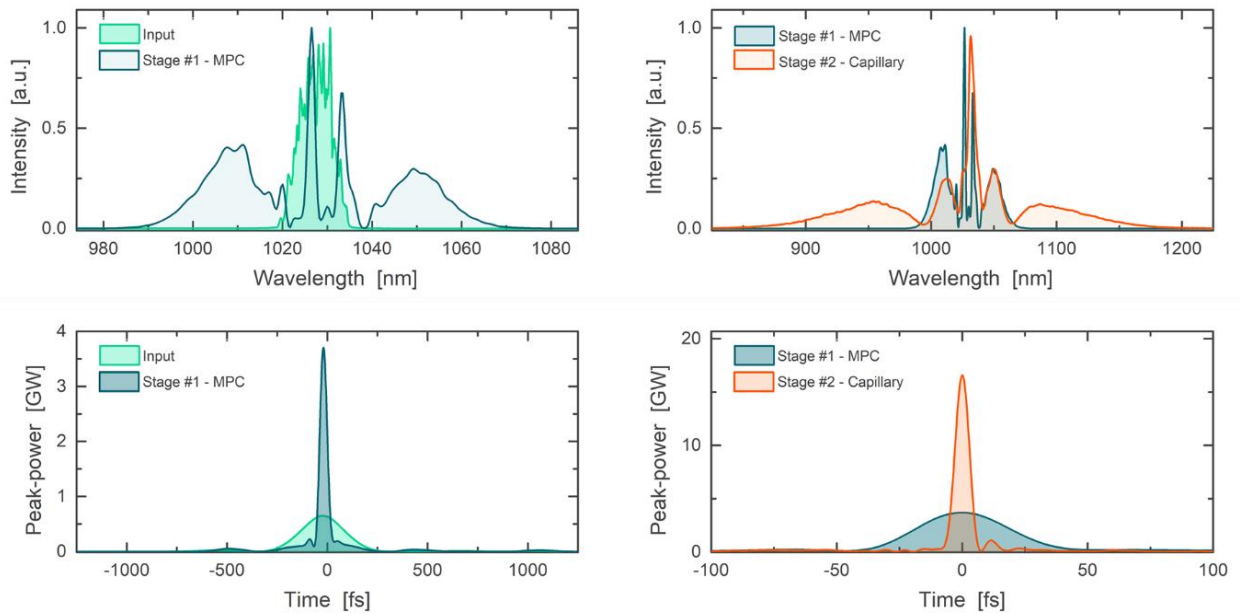 Intensity [a.u.]
1.0
0.5
0.0
Input
Stage #1 - MPC
980 1000 1020 1040 1060 1080
Wavelength [nm]
Intensity [a.u.]
1.0
0.5
0.0
Stage #1 - MPC
Stage #2 - Capillary
900 1000 1100 1200
Wavelength [nm]
Peak-power [GW]
4
3
2
1
0
Input
Stage #1 - MPC
-1000 -500 0 500 1000
Time [fs]
Peak-power [GW]
20
10
0
Stage #1 - MPC
Stage #2 - Capillary
-100 -50 0 50 100
Time [fs]